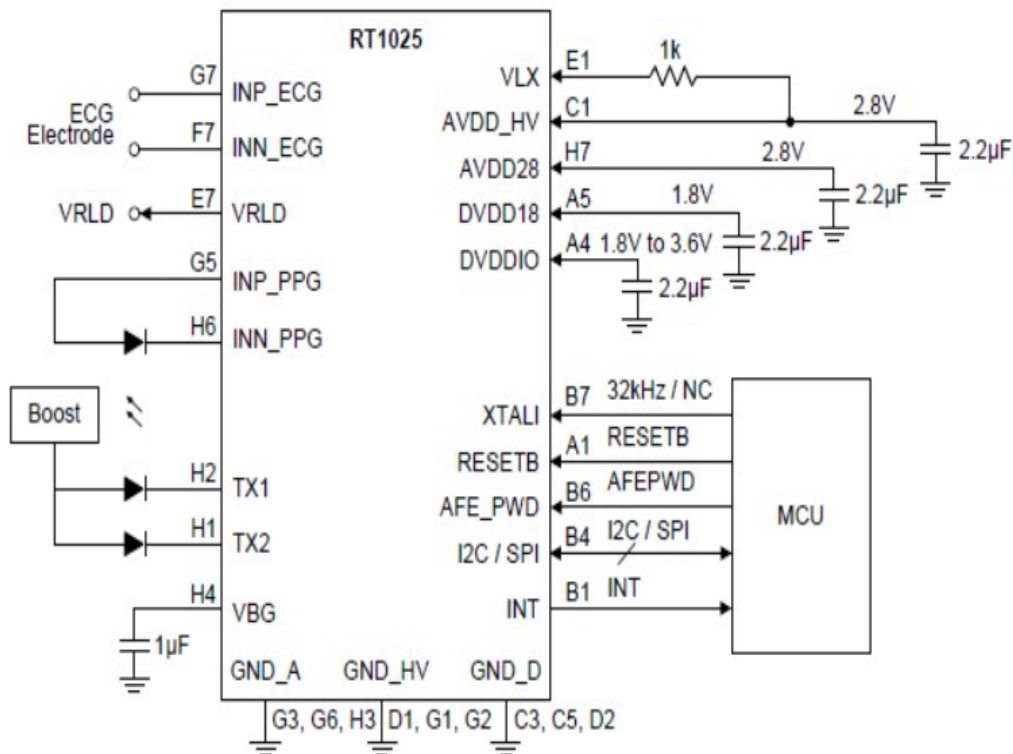 RT1025
G7
INP_ECG
ECG
Electrode
F7
INN_ECG
VRLD
E7
VRLD
G5
INP_PPG
H6
INN_PPG
Boost
H2
TX1
H1
TX2
H4
VBG
1µF
VLX
E1
1k
AVDD_HV
C1
2.8V
2.2µF
AVDD28
H7
2.8V
2.2µF
DVDD18
A5
1.8V
2.2µF
DVDDIO
A4
1.8V to 3.6V
2.2µF
XTALI
B7
32kHz / NC
RESETB
A1
RESETB
AFE_PWD
B6
AFEPWD
I2C / SPI
B4
I2C / SPI
INT
B1
INT
MCU
GND_A
GND_HV
GND_D
G3, G6, H3
D1, G1, G2
C3, C5, D2